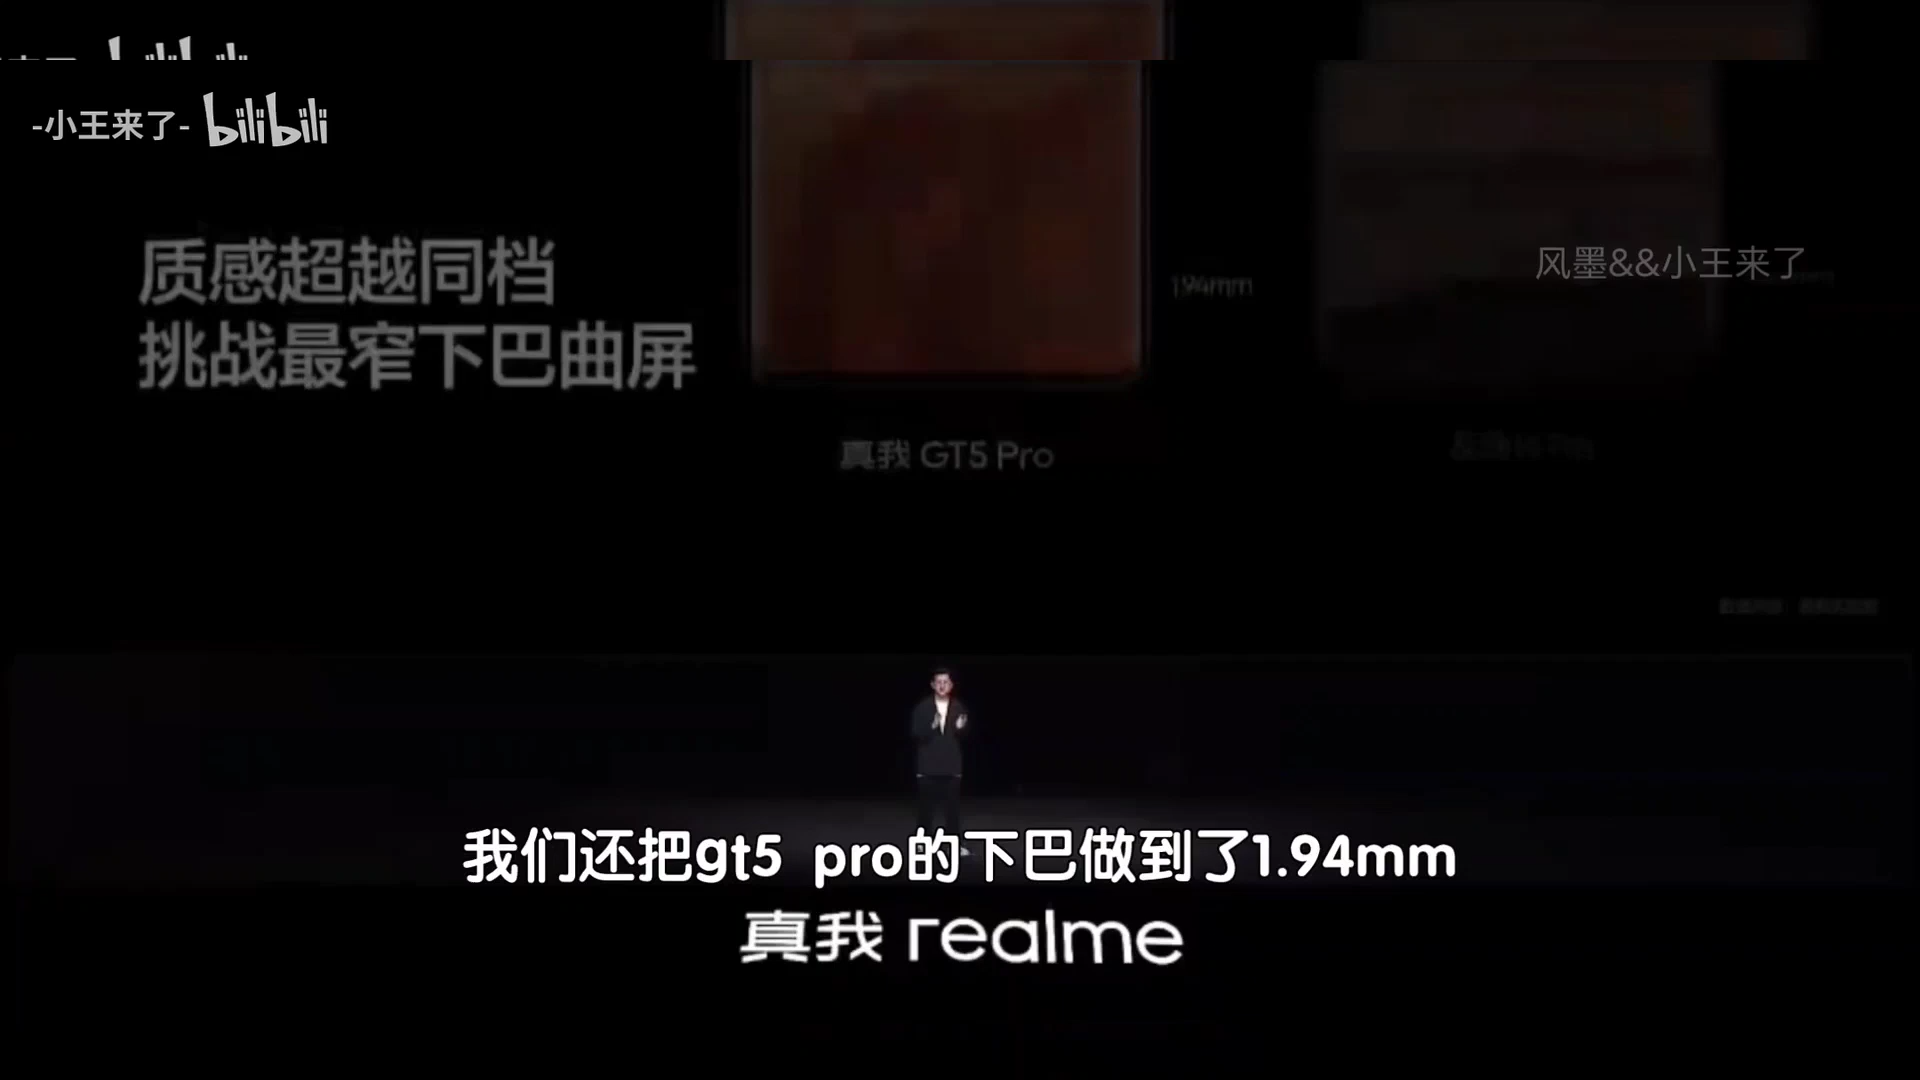 -小王来了- bilibili
质感超越同档
挑战最窄下巴曲屏
风墨&&小王来了
1.94mm
真我 GT5 Pro
我们还把gt5 pro的下巴做到了1.94mm
真我 realme